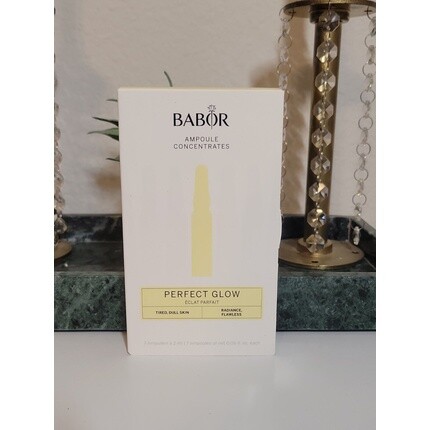 BABOR
AMPOULE
CONCENTRATES
PERFECT GLOW
ÉCLAT PARFAIT
TIRED, DULL SKIN
RADIANCE,
FLAWLESS